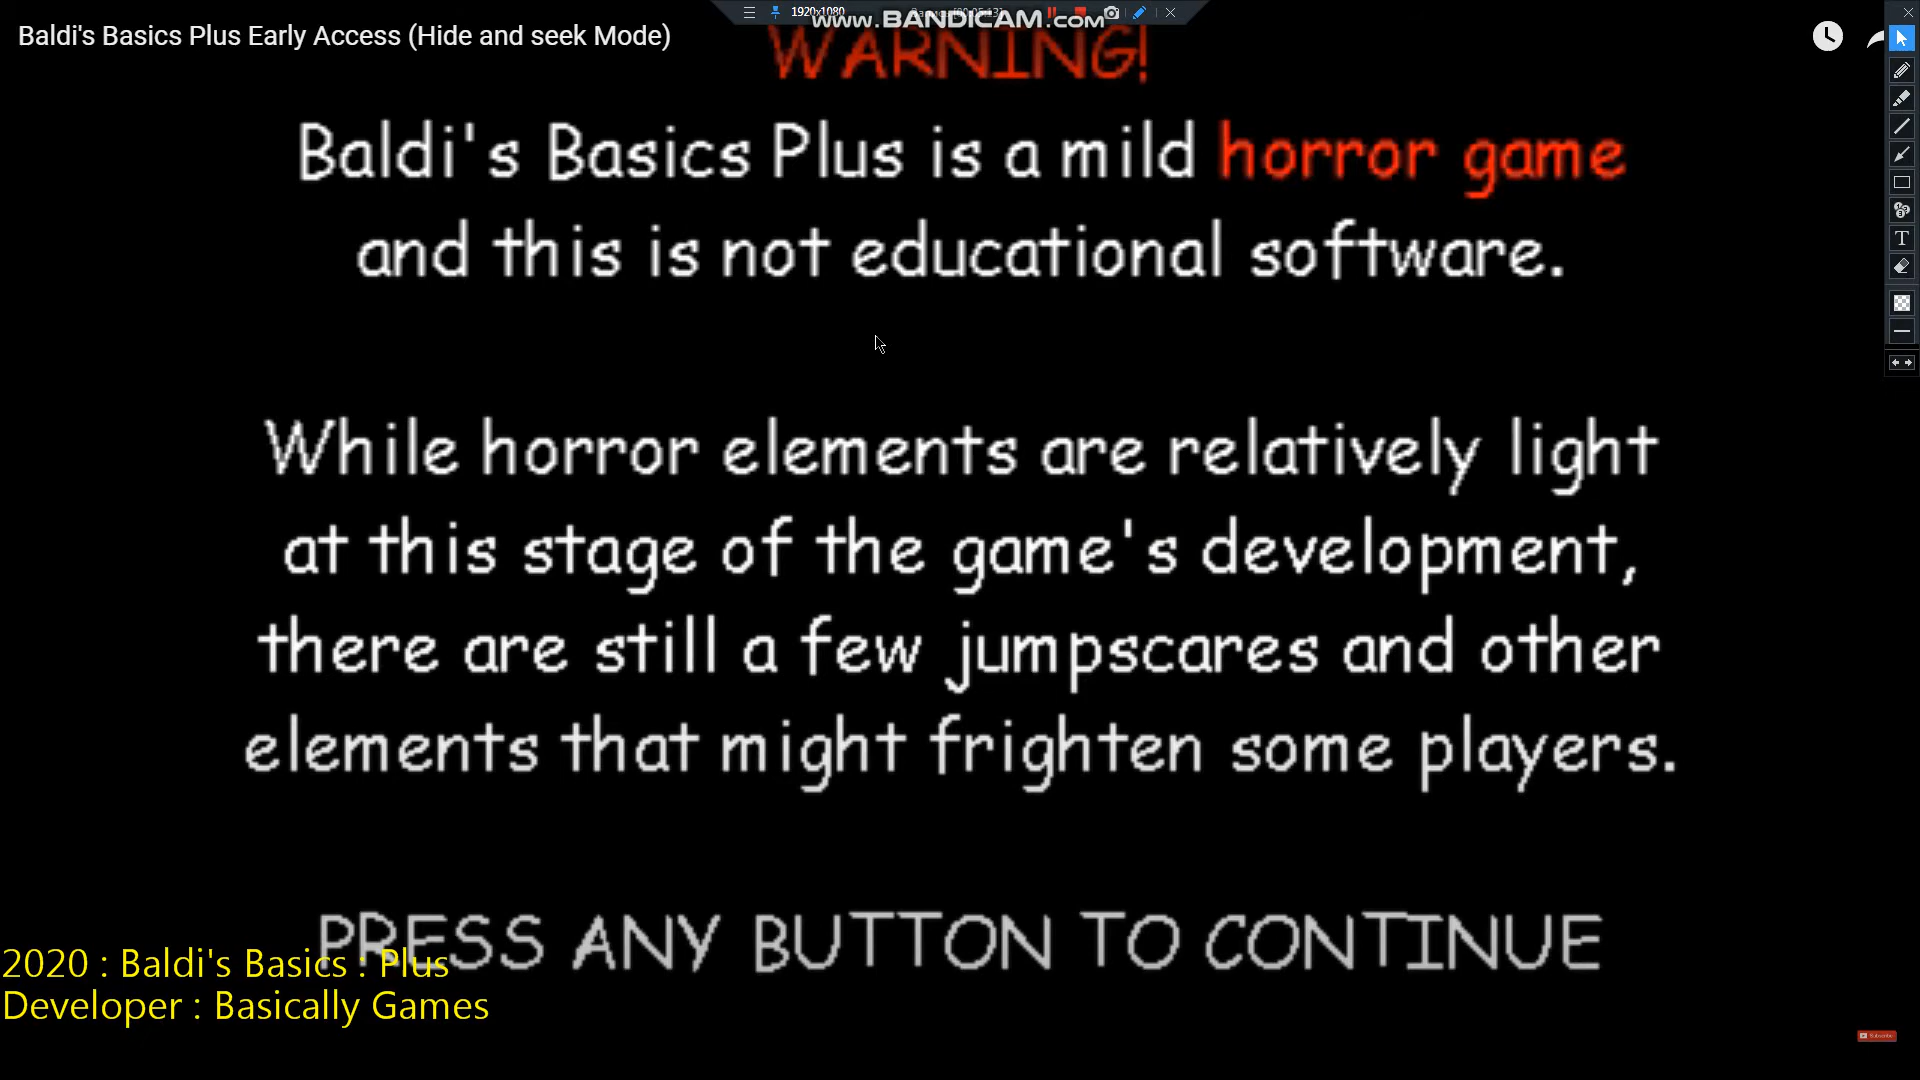 1920x1080
www.BANDICAM.com
Baldi's Basics Plus Early Access (Hide and seek Mode)
WARNING!
Baldi's Basics Plus is a mild horror game
and this is not educational software.
While horror elements are relatively light
at this stage of the game's development,
there are still a few jumpscares and other
elements that might frighten some players.
PRESS ANY BUTTON TO CONTINUE
2020 : Baldi's Basics : Plus
Developer : Basically Games
T
Subscribe